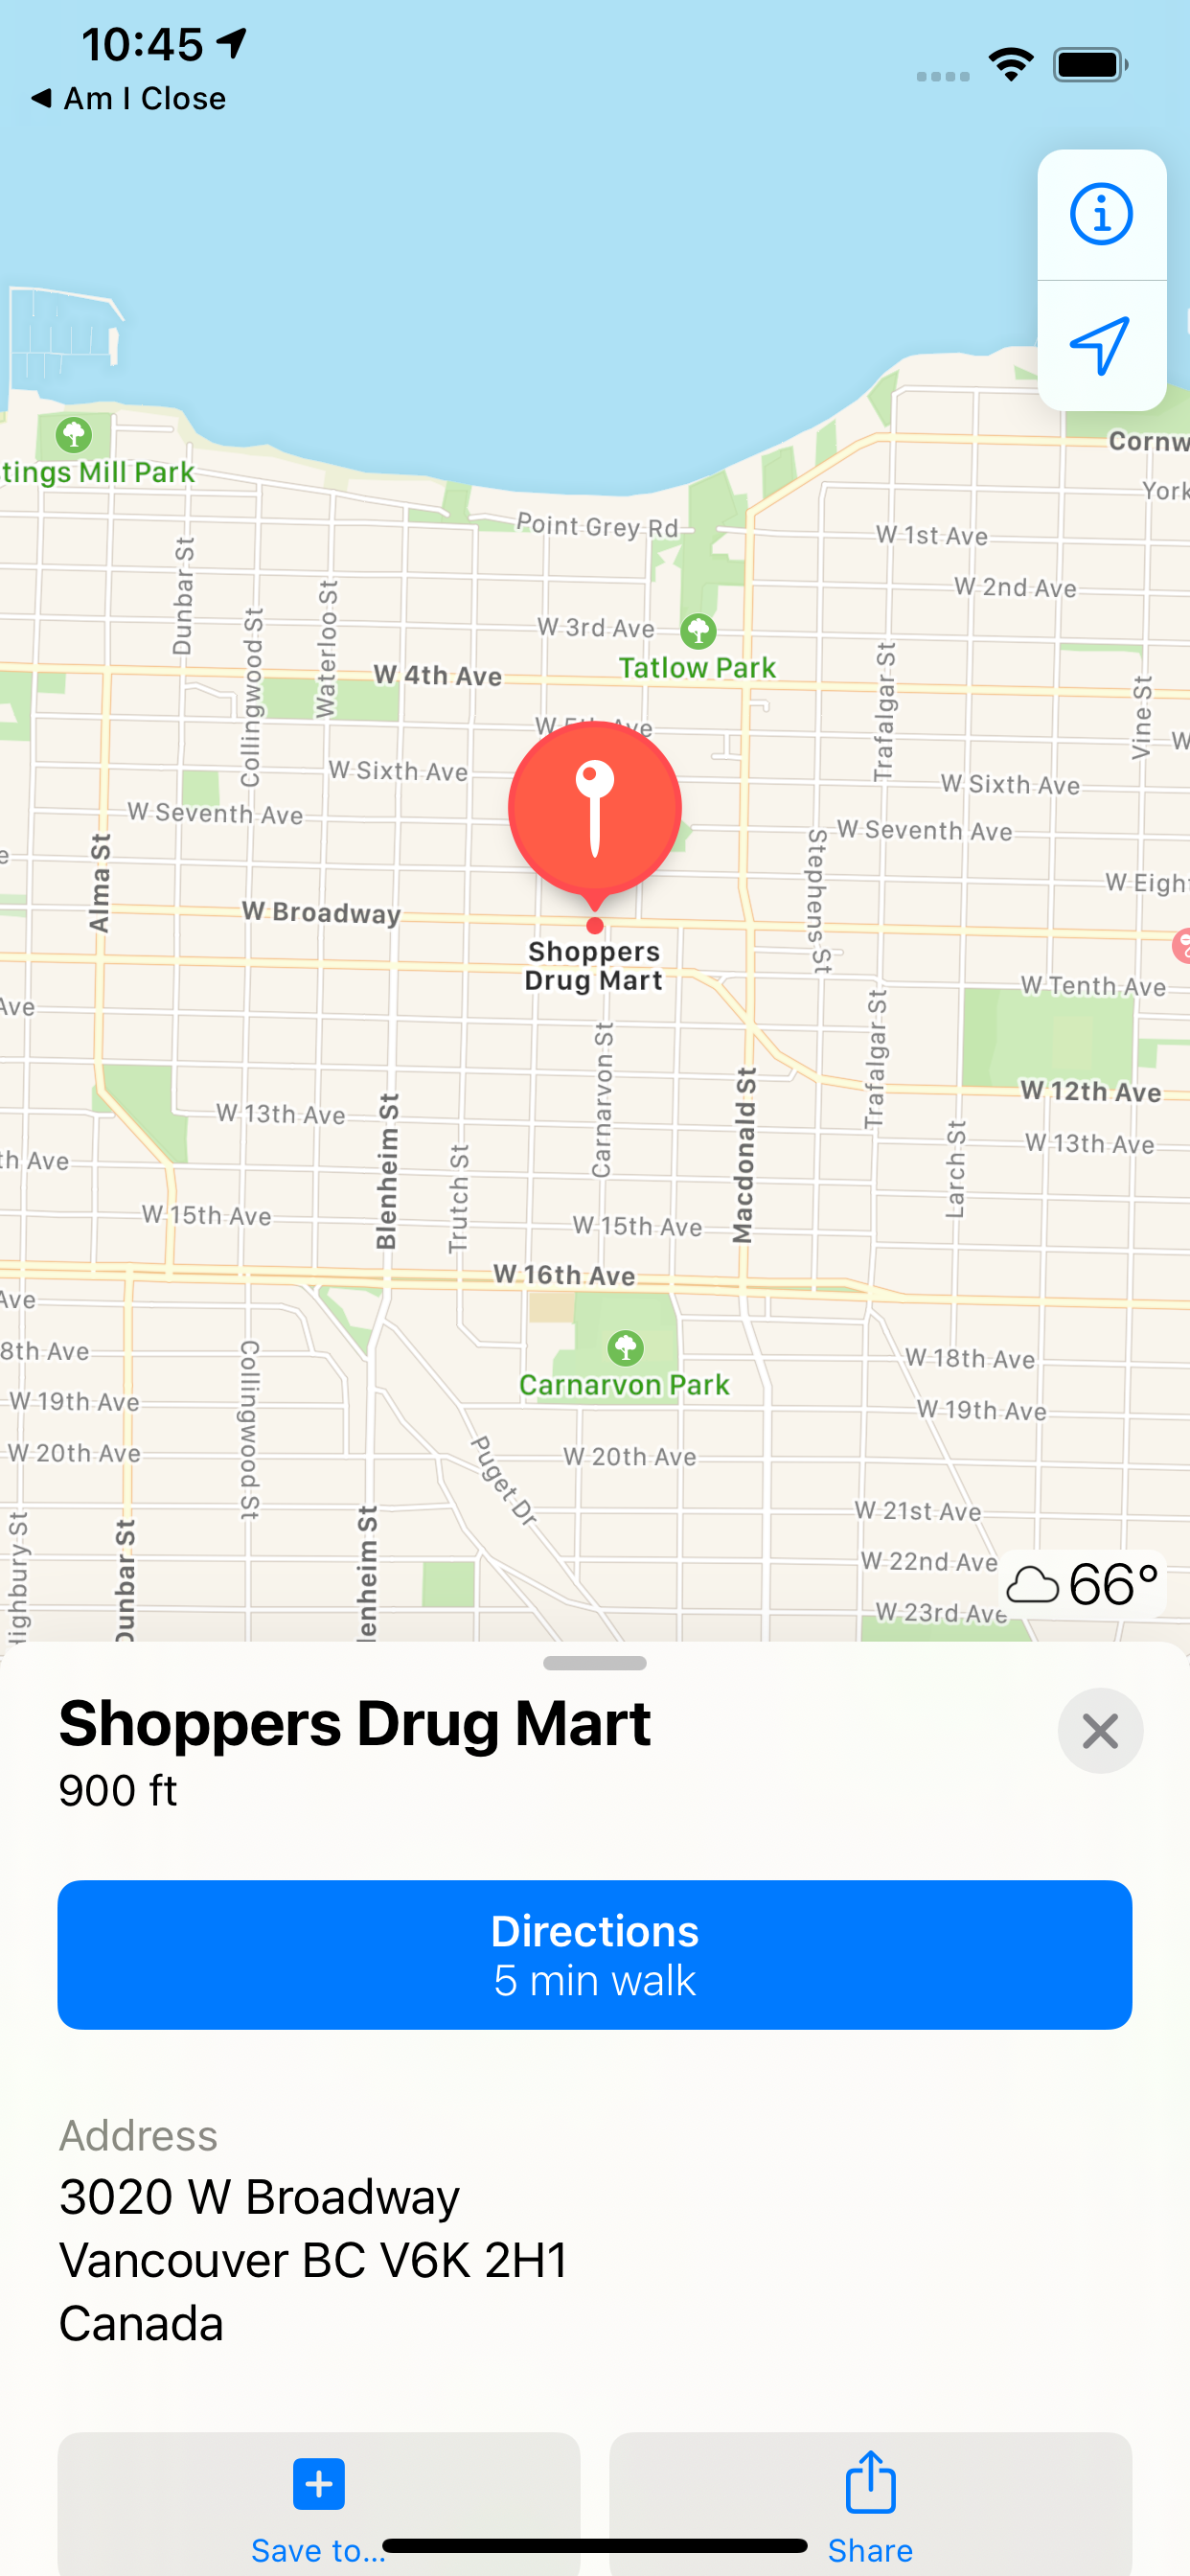 10:45
Am I Close
Cornw
York
tings Mill Park
Point Grey Rd
W 1st Ave
W 2nd Ave
Dunbar St
Collingwood St
Waterloo St
W 3rd Ave
Tatlow Park
W 4th Ave
Trafalgar St
Vine St
W
W Sixth Ave
W Sixth Ave
W Seventh Ave
W Seventh Ave
Stephens St
Alma St
W Eigh
W Broadway
Shoppers
Drug Mart
W Tenth Ave
Ave
Carnarvon St
Trafalgar St
Macdonald St
W 12th Ave
Blenheim St
W 13th Ave
W 13th Ave
Larch St
Trutch St
th Ave
W 15th Ave
W 15th Ave
W 16th Ave
Ave
8th Ave
Collingwood St
Carnarvon Park
W 18th Ave
W 19th Ave
W 19th Ave
W 20th Ave
W 20th Ave
Puget Dr
W 21st Ave
W 22nd Ave
W 23rd Ave
66°
Highbury St
Dunbar St
lenheim St
Shoppers Drug Mart
900 ft
Directions
5 min walk
Address
3020 W Broadway
Vancouver BC V6K 2H1
Canada
Save to...
Share